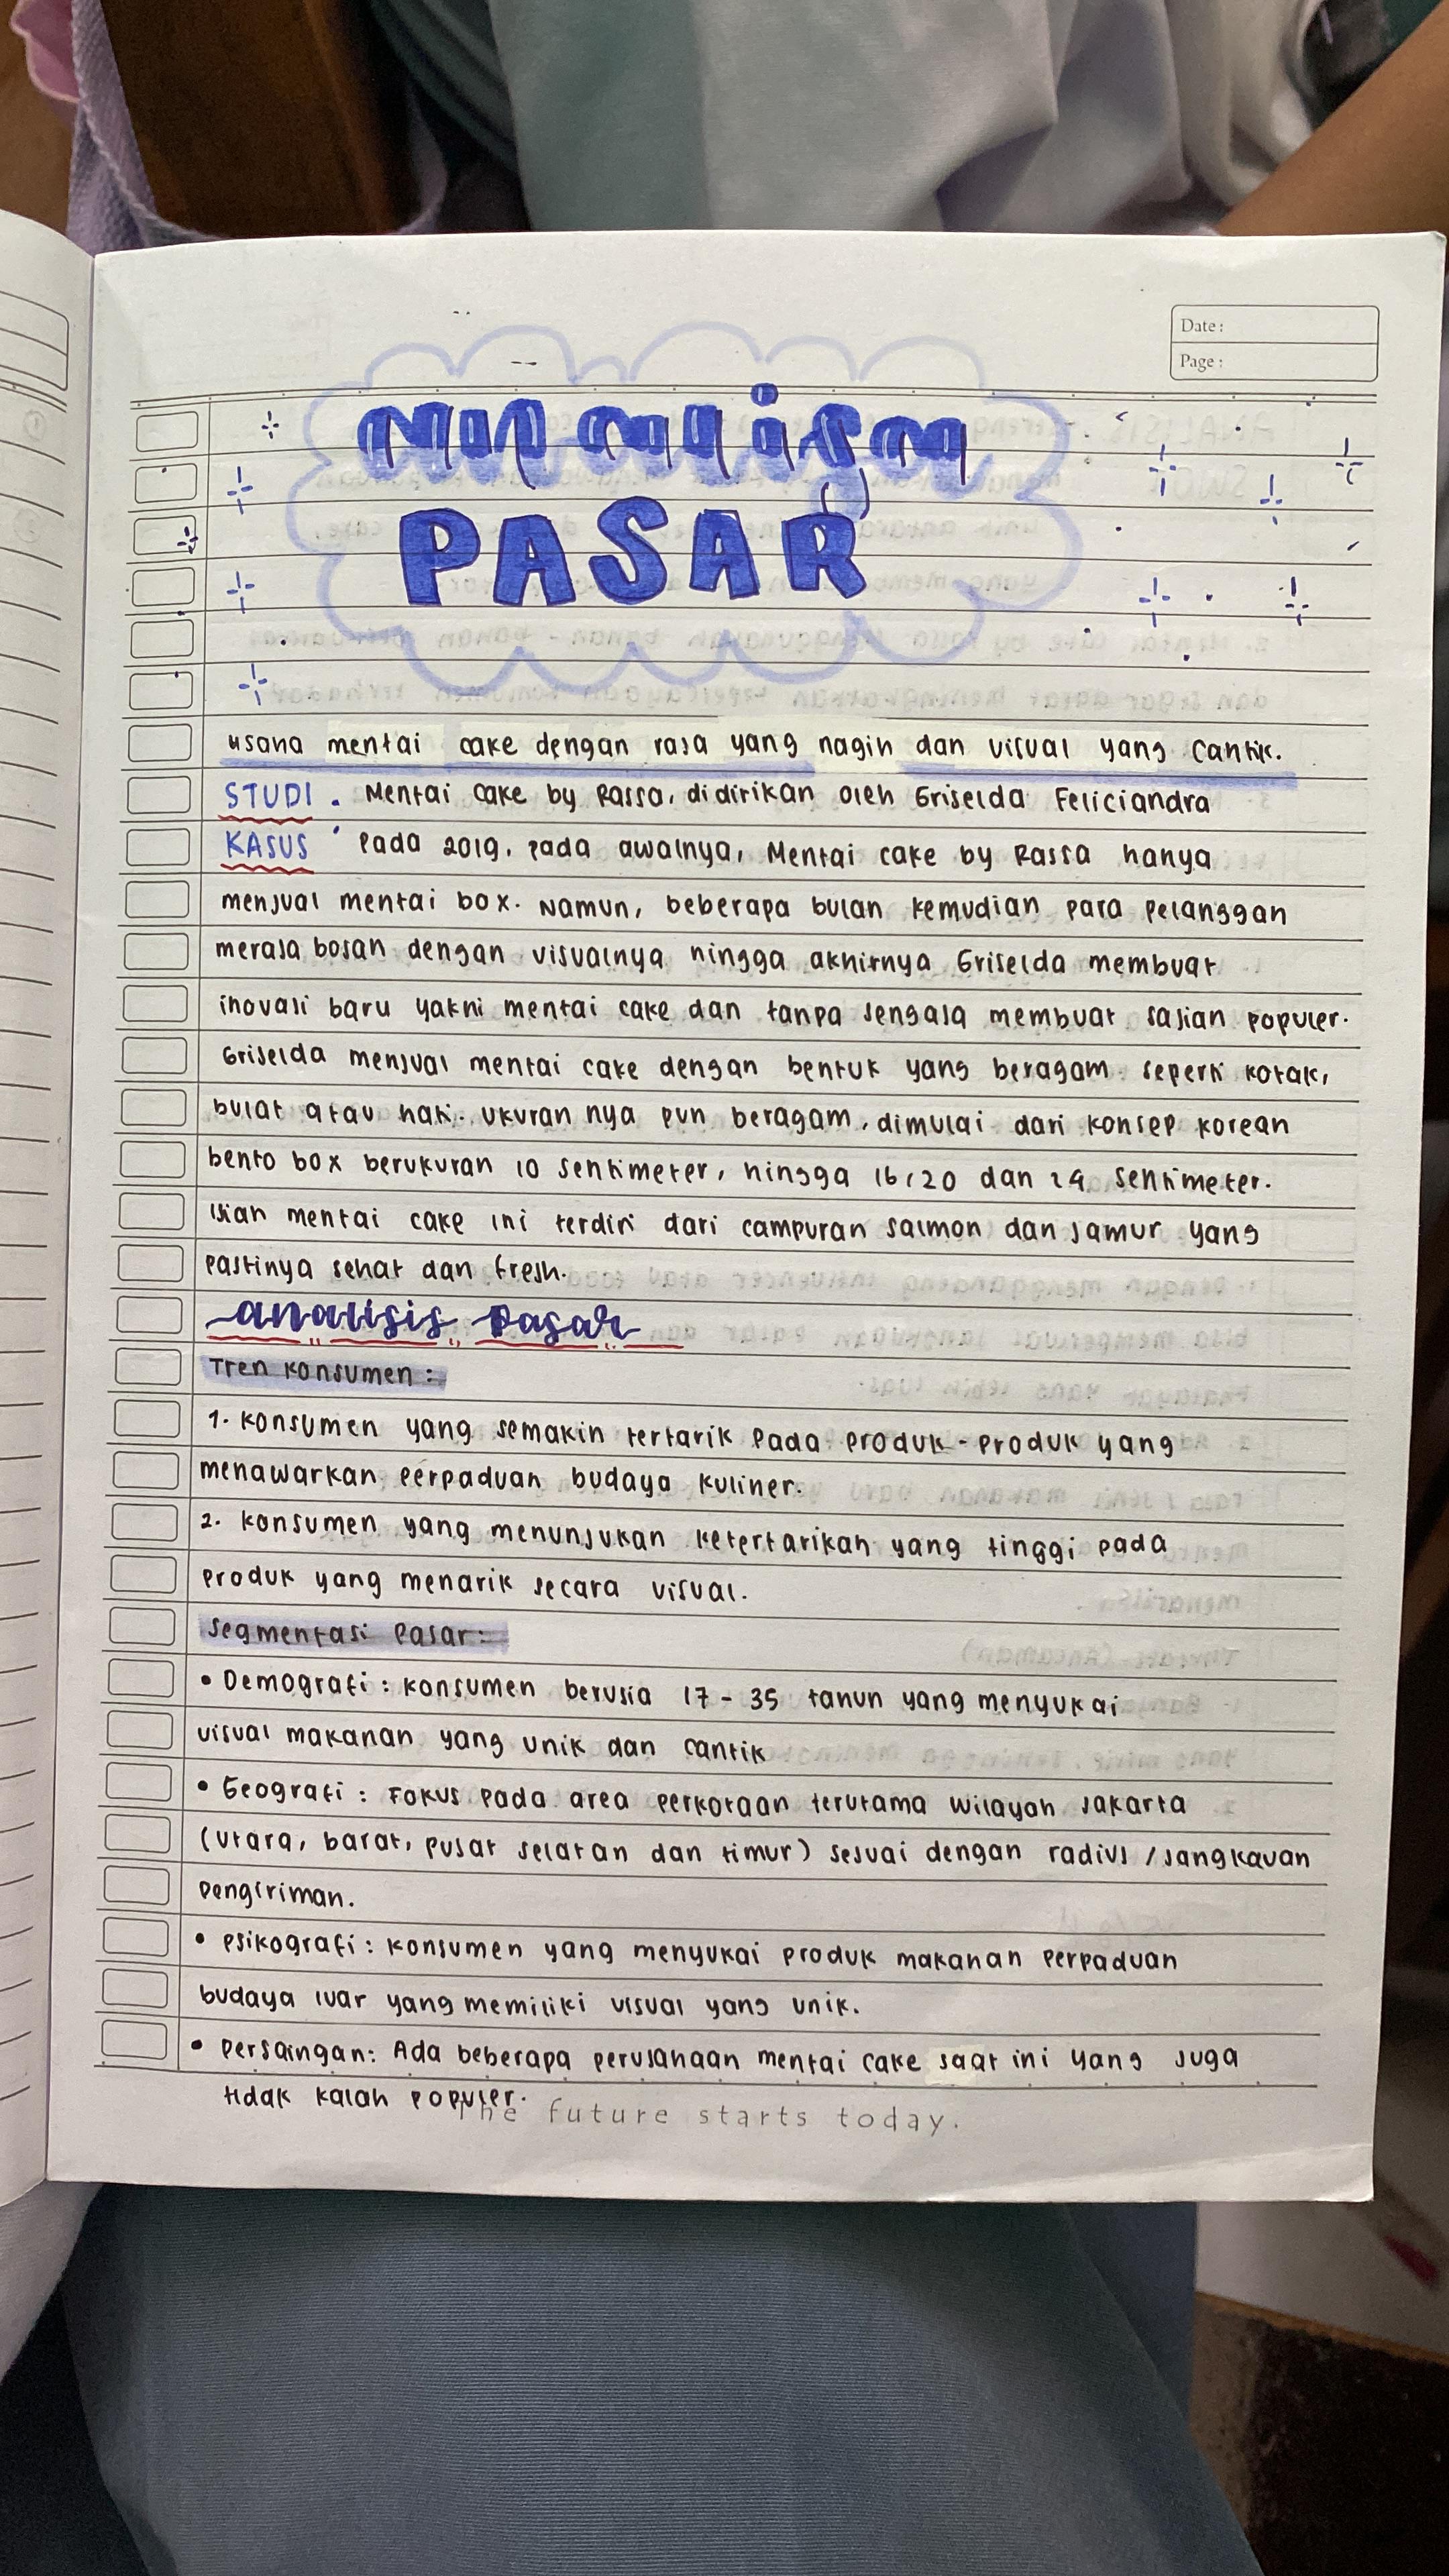 Date :
Page :
analisa
PASAR
usaha mentai cake dengan rasa yang nagih dan visual yang cantik.
STUDI : Mentai cake by Rassa, didirikan oleh Griselda Feliciandra
KASUS pada 2019. pada awalnya, Mentai cake by Rassa hanya
menjual mentai box. Namun, beberapa bulan kemudian para pelanggan
merasa bosan dengan visualnya hingga akhirnya Griselda membuat
inovasi baru yakni mentai cake dan tanpa sengaja membuat sajian populer.
Griselda menjual mentai cake dengan bentuk yang beragam seperti kotak,
bulat atau hati. ukuran nya pun beragam, dimulai dari konsep korean
bento box berukuran 10 sentimeter, hingga 16, 20 dan 24 sentimeter.
isian mentai cake ini terdiri dari campuran salmon dan jamur yang
pastinya sehat dan fresh.
analisis pasar
Tren konsumen :
1. konsumen yang semakin tertarik pada produk - produk yang
menawarkan perpaduan budaya kuliner.
2. konsumen yang menunjukan ketertarikan yang tinggi pada
produk yang menarik secara visual.
Segmentasi pasar :
• Demografi : konsumen berusia 17 - 35 tahun yang menyukai
visual makanan yang unik dan cantik
• Geografi : Fokus pada area perkotaan terutama wilayah Jakarta
(utara, barat, pusat selatan dan timur) sesuai dengan radius / jangkauan
pengiriman.
• psikografi : konsumen yang menyukai produk makanan perpaduan
budaya luar yang memiliki visual yang unik.
• persaingan : Ada beberapa perusahaan mentai cake saat ini yang juga
tidak kalah populer.
The future starts today.